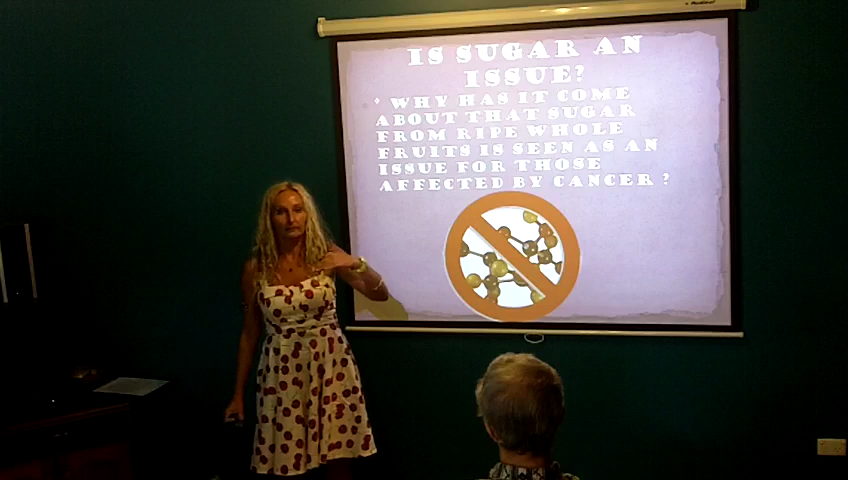 IS SUGAR AN
ISSUE?
WHY HAS IT COME
ABOUT THAT SUGAR
FROM RIPE WHOLE
FRUITS IS SEEN AS AN
ISSUE FOR THOSE
AFFECTED BY CANCER ?